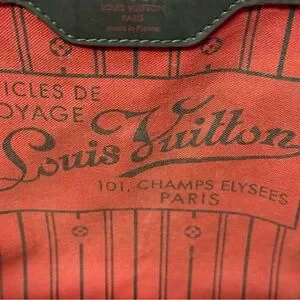 LOUIS VUITTON
PARIS
made in France
ICLES DE
OYAGE
Louis Vuitton
101, CHAMPS ELYSEES
PARIS